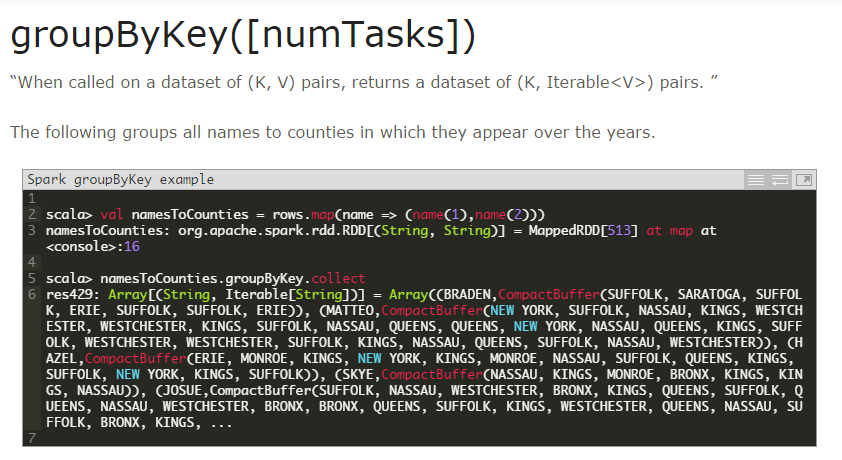 groupByKey([numTasks])
“When called on a dataset of (K, V) pairs, returns a dataset of (K, Iterable<V>) pairs. ”
The following groups all names to counties in which they appear over the years.
Spark groupByKey example
1
2 scala> val namesToCounties = rows.map(name => (name(1),name(2)))
3 namesToCounties: org.apache.spark.rdd.RDD[(String, String)] = MappedRDD[513] at map at
<console>:16
4
5 scala> namesToCounties.groupByKey.collect
6 res429: Array[(String, Iterable[String])] = Array((BRADEN,CompactBuffer(SUFFOLK, SARATOGA, SUFFOL
K, ERIE, SUFFOLK, SUFFOLK, ERIE)), (MATTEO,CompactBuffer(NEW YORK, SUFFOLK, NASSAU, KINGS, WESTCH
ESTER, WESTCHESTER, KINGS, SUFFOLK, NASSAU, QUEENS, QUEENS, NEW YORK, NASSAU, QUEENS, KINGS, SUFF
OLK, WESTCHESTER, WESTCHESTER, SUFFOLK, KINGS, NASSAU, QUEENS, SUFFOLK, NASSAU, WESTCHESTER)), (H
AZEL,CompactBuffer(ERIE, MONROE, KINGS, NEW YORK, KINGS, MONROE, NASSAU, SUFFOLK, QUEENS, KINGS,
SUFFOLK, NEW YORK, KINGS, SUFFOLK)), (SKYE,CompactBuffer(NASSAU, KINGS, MONROE, BRONX, KINGS, KIN
GS, NASSAU)), (JOSUE,CompactBuffer(SUFFOLK, NASSAU, WESTCHESTER, BRONX, KINGS, QUEENS, SUFFOLK, Q
UEENS, NASSAU, WESTCHESTER, BRONX, BRONX, QUEENS, SUFFOLK, KINGS, WESTCHESTER, QUEENS, NASSAU, SU
FFOLK, BRONX, KINGS, ...
7